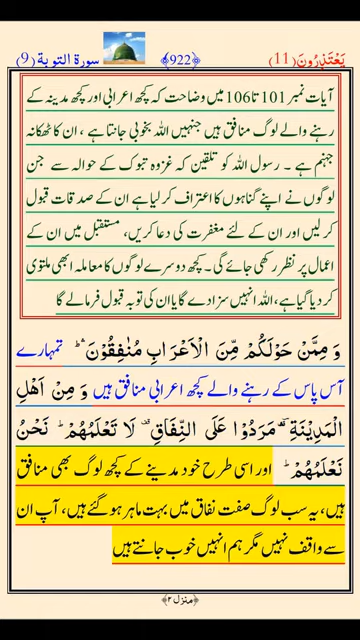 يَعْتَذِرُونَ (11) ﴿922﴾ سورة التوبة (9)
آیات نمبر 101 تا 106 میں وضاحت کہ کچھ اعرابی اور کچھ مدینہ کے
رہنے والے لوگ منافق ہیں جنہیں اللہ بخوبی جانتا ہے ، ان کا ٹھکانہ
جہنم ہے ۔ رسول اللہ کو تلقین کہ غزوہ تبوک کے حوالہ سے جن
لوگوں نے اپنے گناہوں کا اعتراف کر لیا ہے ان کے صدقات قبول
کر لیں اور ان کے لئے مغفرت کی دعا کریں، مستقبل میں ان کے
اعمال پر نظر رکھی جائے گی۔ کچھ دوسرے لوگوں کا معاملہ ابھی ملتوی
کر دیا گیا ہے، اللہ انہیں سزا دے گا یا ان کی توبہ قبول فرمالے گا
وَ مِمَّنْ حَوْلَكُمْ مِّنَ الْاَعْرَابِ مُنٰفِقُوْنَ ۛؕ تمہارے
آس پاس کے رہنے والے کچھ اعرابی منافق ہیں وَ مِنْ اَهْلِ
الْمَدِيْنَةِ ۛؔ مَرَدُوْا عَلَى النِّفَاقِ ۫ لَا تَعْلَمُهُمْ ؕ نَحْنُ
نَعْلَمُهُمْ ؕ اور اسی طرح خود مدینے کے کچھ لوگ بھی منافق
ہیں، یہ سب لوگ صفت نفاق میں بہت ماہر ہو گئے ہیں، آپ ان
سے واقف نہیں مگر ہم انہیں خوب جانتے ہیں
﴿منزل ۲﴾